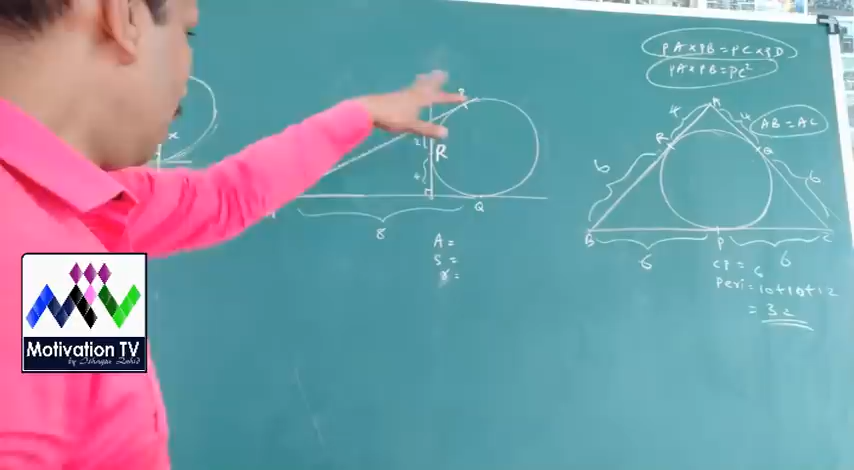 PA x PB = PC x PD
PA x PB = PC²
x
R
2
4
Q
8
A =
S =
r =
A
4
4
AB = AC
R
Q
6
6
B
P
C
6
6
CP = 6
Peri = 10+10+12
= 32
Motivation TV